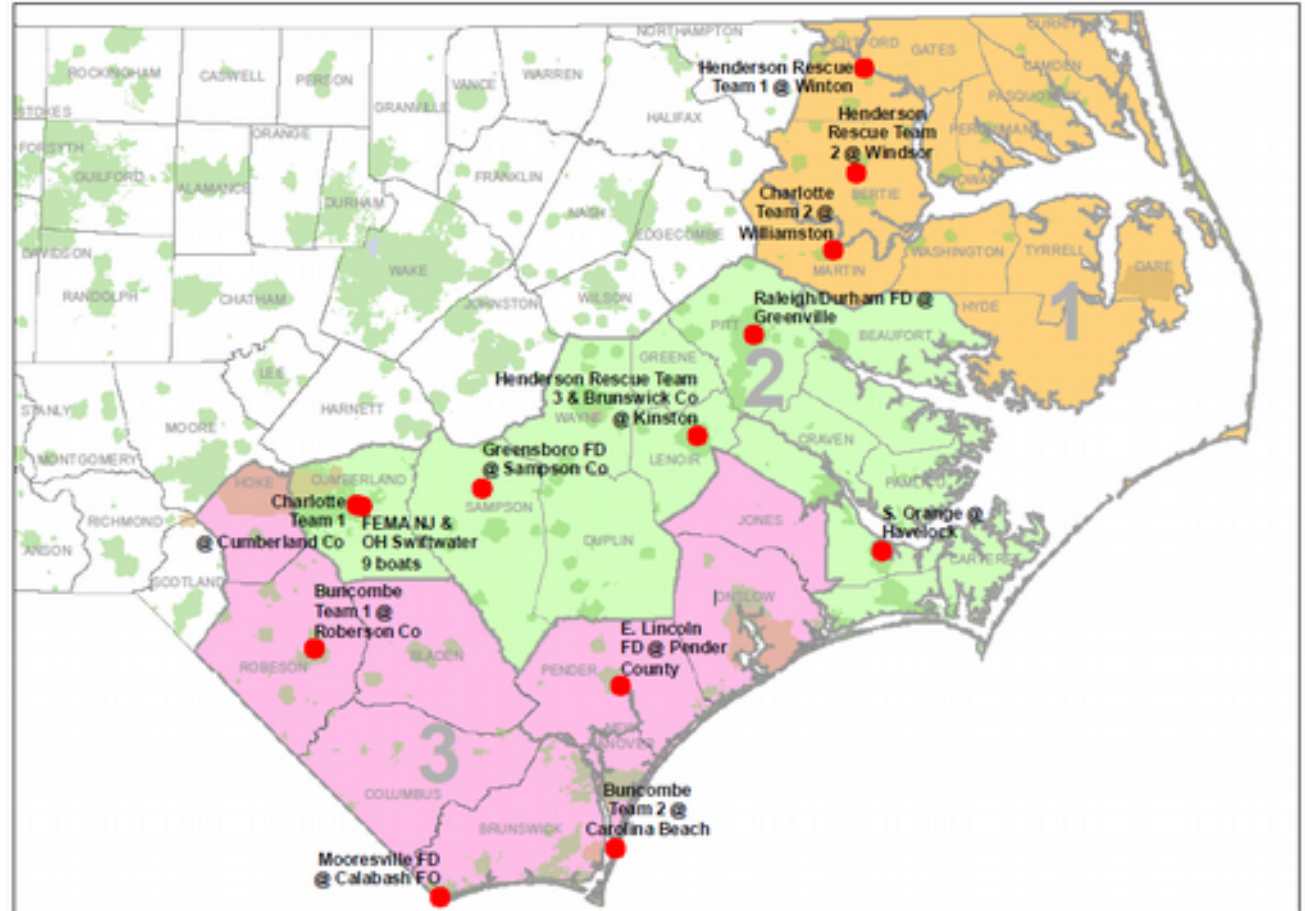 NORTHAMPTON
CURRI
HERTFORD
GATES
ROCKINGHAM
CASWELL
PERSON
VANCE
WARREN
Henderson Rescue
Team 1 @ Winton
CAMDEN
STOKES
GRANVILLE
HALIFAX
PASQUOTANK
ORANGE
Henderson
Rescue Team
2 @ Windsor
PERQUIMANS
FORSYTH
GUILFORD
ALAMANCE
DURHAM
FRANKLIN
NASH
EDGECOMBE
Charlotte
Team 2 @
Williamston
BERTIE
CHOWAN
DAVIDSON
WAKE
MARTIN
WASHINGTON
TYRRELL
DARE
RANDOLPH
CHATHAM
JOHNSTON
WILSON
Raleigh/Durham FD @
Greenville
HYDE
1
PITT
BEAUFORT
GREENE
2
LEE
HARNETT
Henderson Rescue Team
3 & Brunswick Co
@ Kinston
WAYNE
STANLY
MOORE
MONTGOMERY
Greensboro FD
@ Sampson Co
LENOIR
CRAVEN
HOKE
CUMBERLAND
SAMPSON
PAMLICO
Charlotte
Team 1
@ Cumberland Co
FEMA NJ &
OH Swiftwater
9 boats
RICHMOND
JONES
S. Orange @
Havelock
ANSON
DUPLIN
CARTERET
SCOTLAND
Buncombe
Team 1 @
Roberson Co
ONSLOW
ROBESON
BLADEN
E. Lincoln
FD @ Pender
County
PENDER
NEW
HANOVER
3
COLUMBUS
Buncombe
Team 2 @
Carolina Beach
BRUNSWICK
Mooresville FD
@ Calabash FO